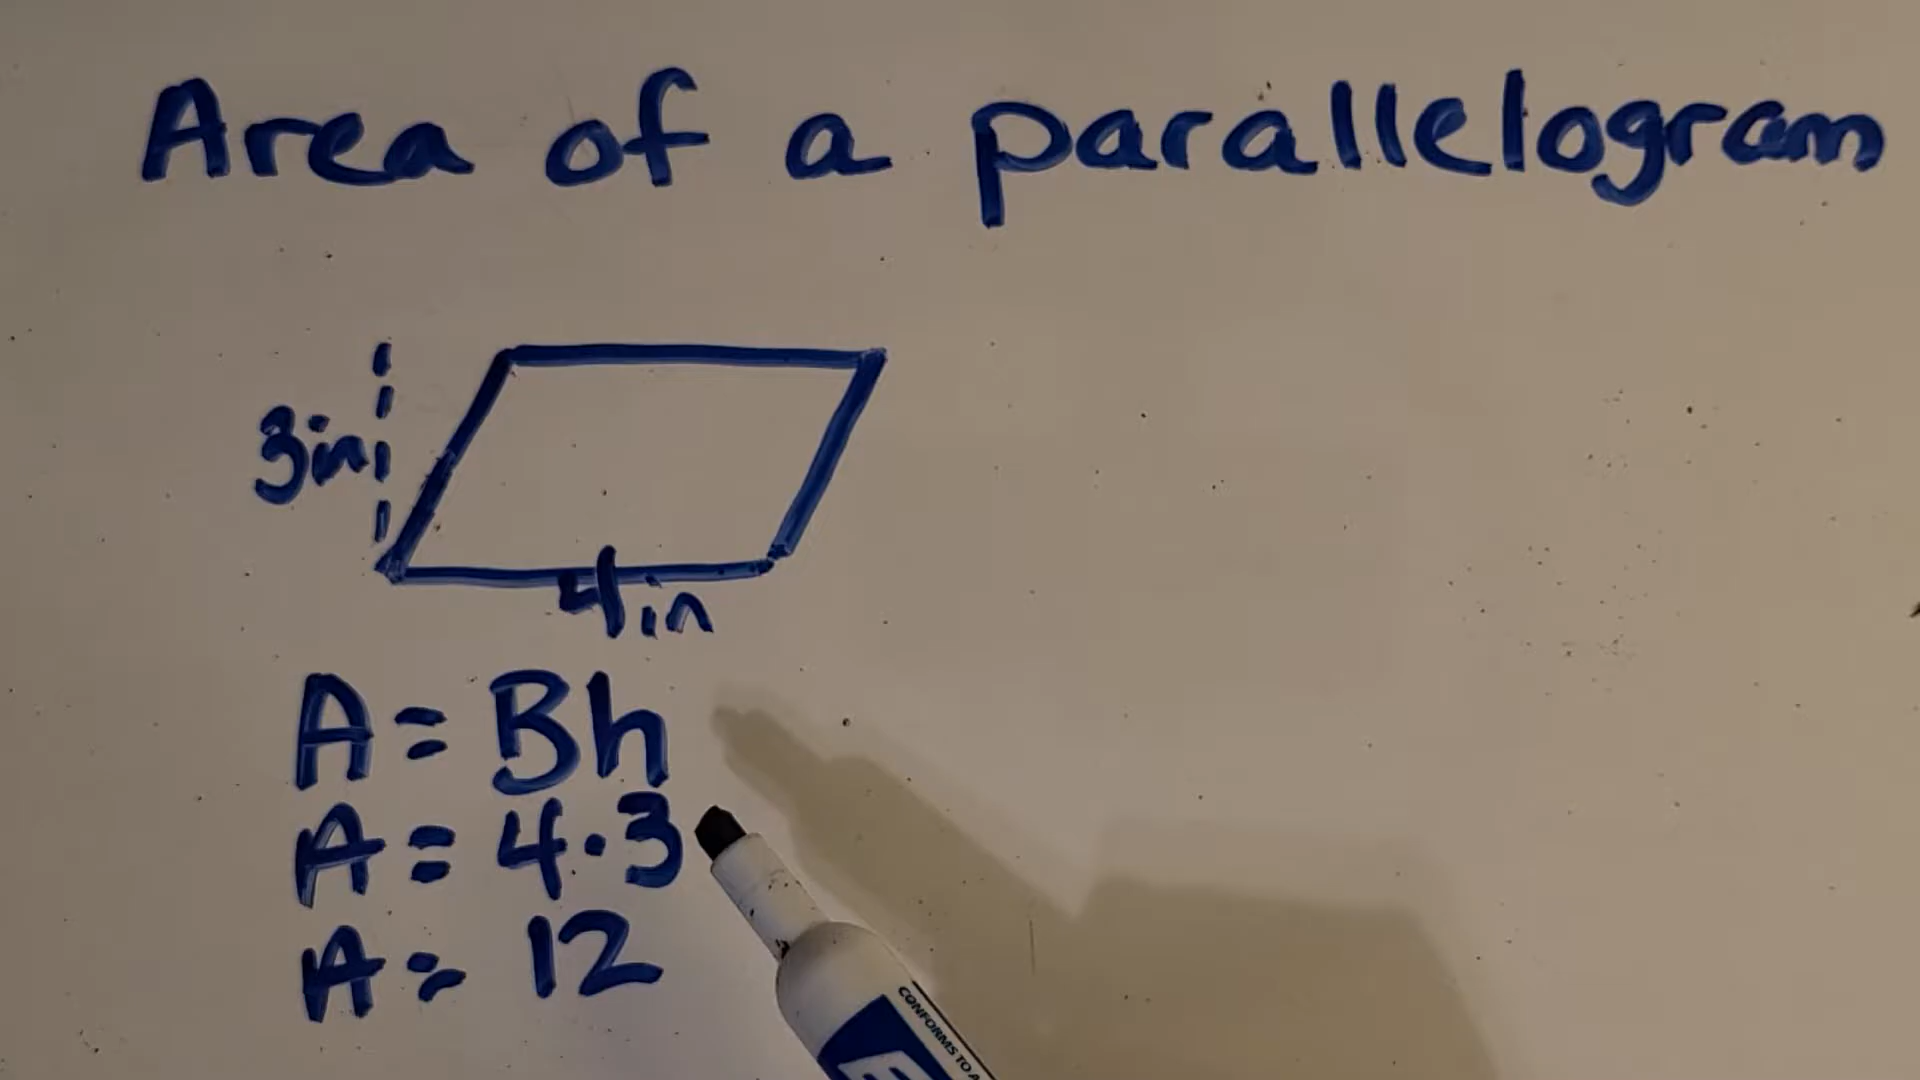 Area of a parallelogram
3in
4in
A = Bh
A = 4·3
A = 12
CONFORMS TO A
E